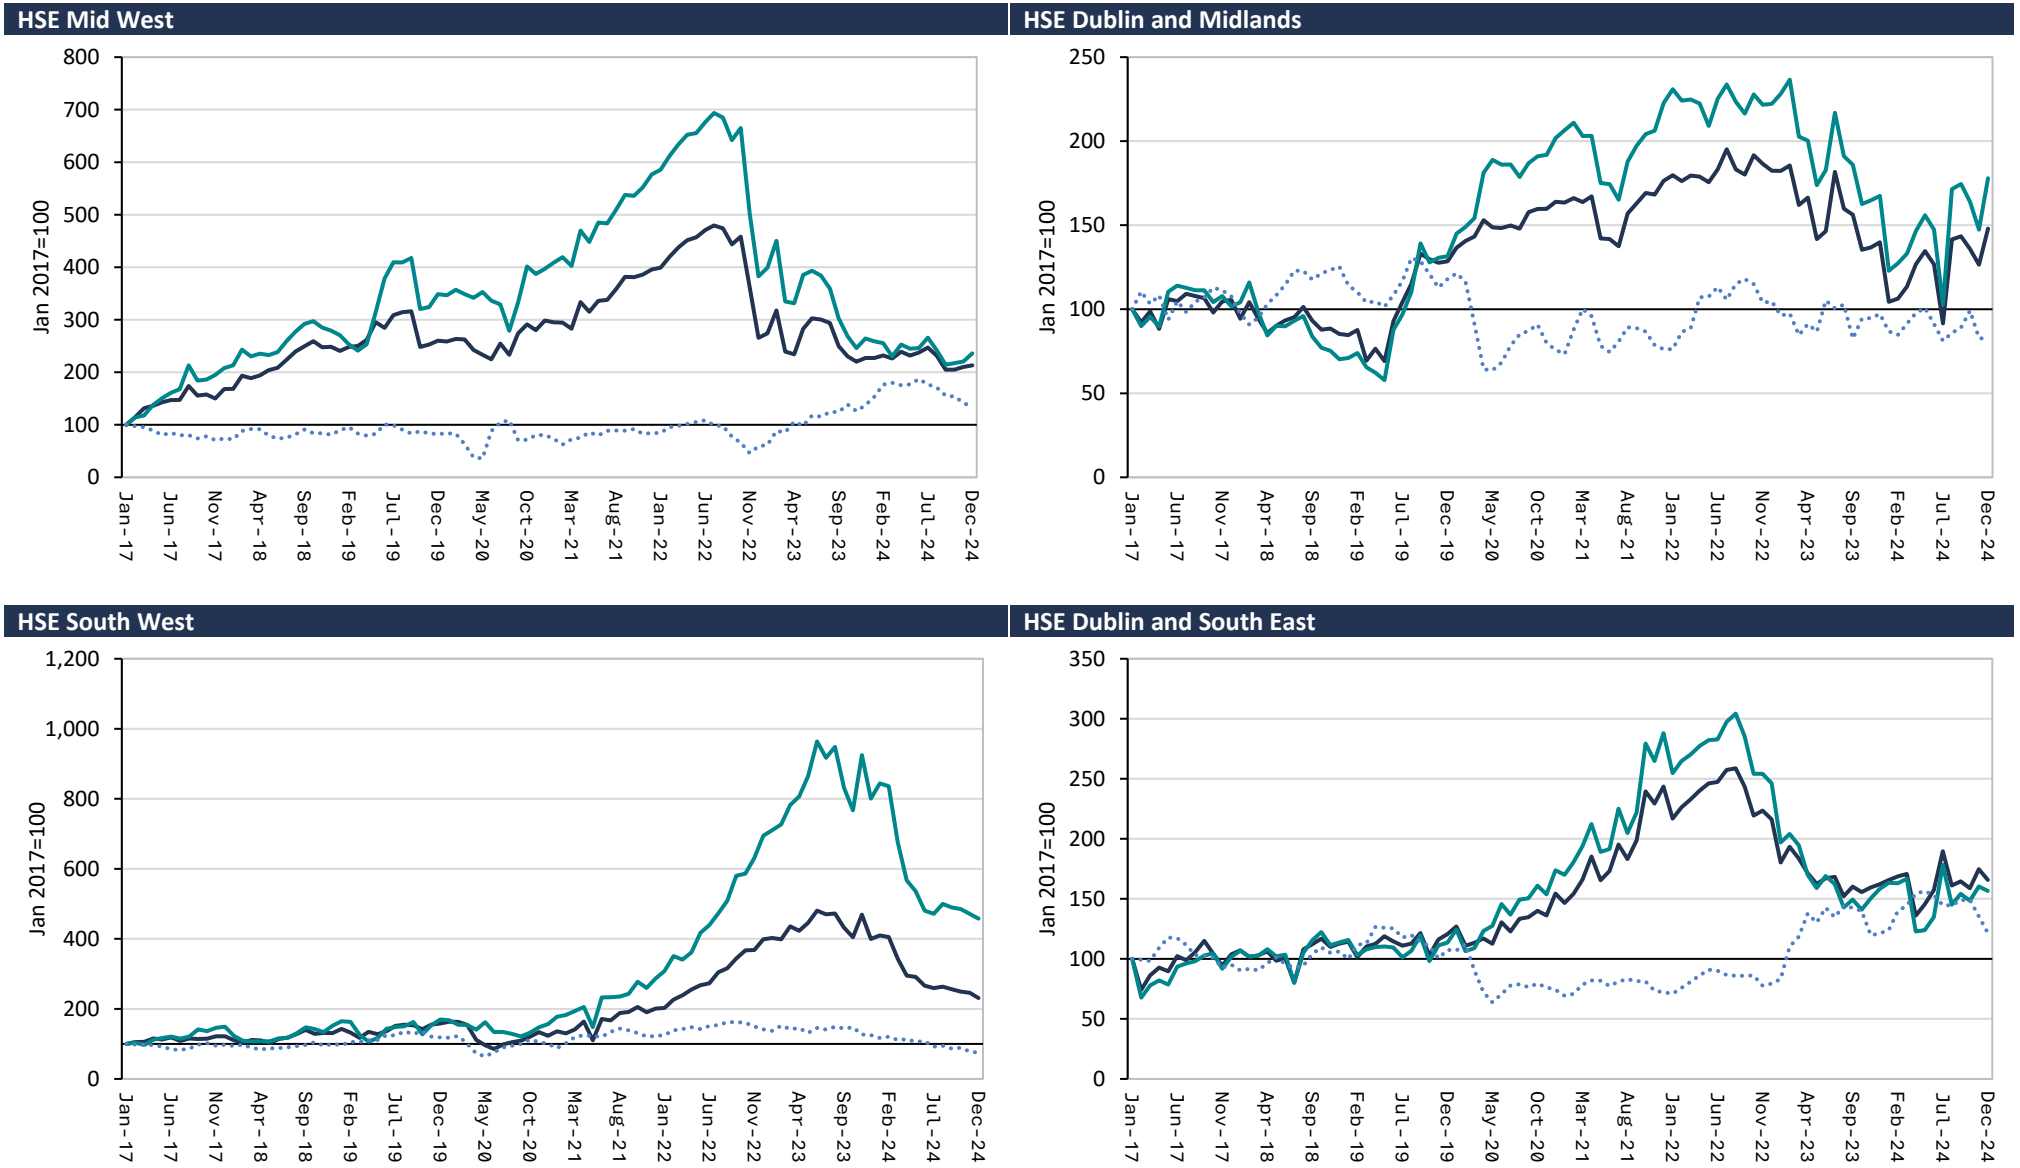 HSE Mid West
HSE Dublin and Midlands
800
700
600
500
400
300
200
100
0
Jan 2017=100
Jan-17
Jun-17
Nov-17
Apr-18
Sep-18
Feb-19
Jul-19
Dec-19
May-20
Oct-20
Mar-21
Aug-21
Jan-22
Jun-22
Nov-22
Apr-23
Sep-23
Feb-24
Jul-24
Dec-24
250
200
150
100
50
0
Jan 2017=100
Jan-17
Jun-17
Nov-17
Apr-18
Sep-18
Feb-19
Jul-19
Dec-19
May-20
Oct-20
Mar-21
Aug-21
Jan-22
Jun-22
Nov-22
Apr-23
Sep-23
Feb-24
Jul-24
Dec-24
HSE South West
HSE Dublin and South East
1,200
1,000
800
600
400
200
0
Jan 2017=100
Jan-17
Jun-17
Nov-17
Apr-18
Sep-18
Feb-19
Jul-19
Dec-19
May-20
Oct-20
Mar-21
Aug-21
Jan-22
Jun-22
Nov-22
Apr-23
Sep-23
Feb-24
Jul-24
Dec-24
350
300
250
200
150
100
50
0
Jan 2017=100
Jan-17
Jun-17
Nov-17
Apr-18
Sep-18
Feb-19
Jul-19
Dec-19
May-20
Oct-20
Mar-21
Aug-21
Jan-22
Jun-22
Nov-22
Apr-23
Sep-23
Feb-24
Jul-24
Dec-24